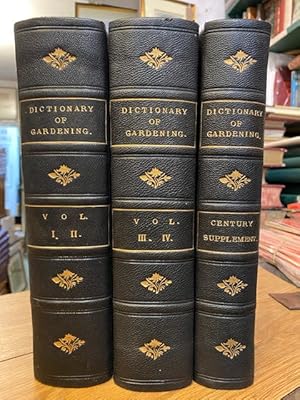 DICTIONARY
OF
GARDENING.
VOL.
I. II.
DICTIONARY
OF
GARDENING.
VOL.
III. IV.
DICTIONARY
OF
GARDENING.
CENTURY
SUPPLEMENT.